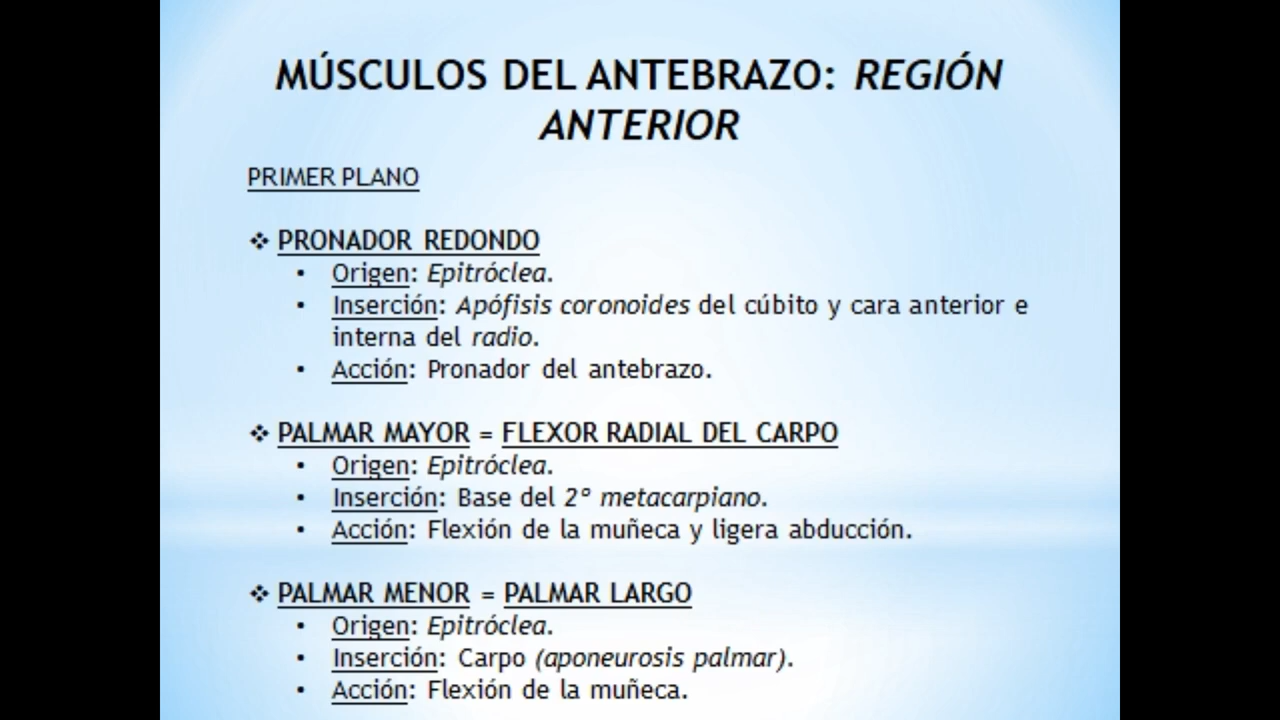 MÚSCULOS DEL ANTEBRAZO: REGIÓN
ANTERIOR
PRIMER PLANO
❖ PRONADOR REDONDO
• Origen: Epitróclea.
• Inserción: Apófisis coronoides del cúbito y cara anterior e
interna del radio.
• Acción: Pronador del antebrazo.
❖ PALMAR MAYOR = FLEXOR RADIAL DEL CARPO
• Origen: Epitróclea.
• Inserción: Base del 2º metacarpiano.
• Acción: Flexión de la muñeca y ligera abducción.
❖ PALMAR MENOR = PALMAR LARGO
• Origen: Epitróclea.
• Inserción: Carpo (aponeurosis palmar).
• Acción: Flexión de la muñeca.